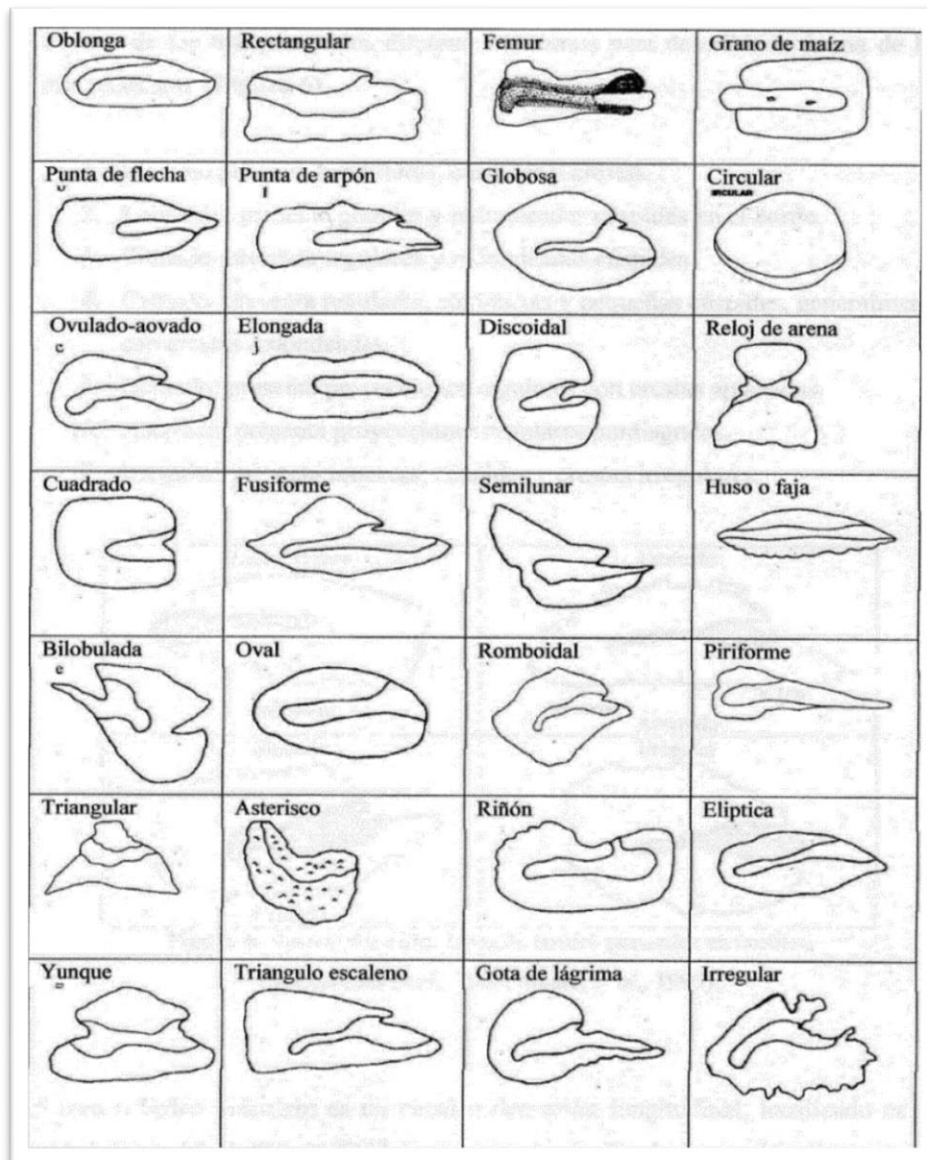 Oblonga
Rectangular
Femur
Grano de maíz
Punta de flecha
Punta de arpón
Globosa
Circular
CIRCULAR
Ovulado-aovado
Elongada
Discoidal
Reloj de arena
c
j
Cuadrado
Fusiforme
Semilunar
Huso o faja
Bilobulada
Oval
Romboidal
Piriforme
e
Triangular
Asterisco
Riñón
Eliptica
Yunque
Triangulo escaleno
Gota de lágrima
Irregular